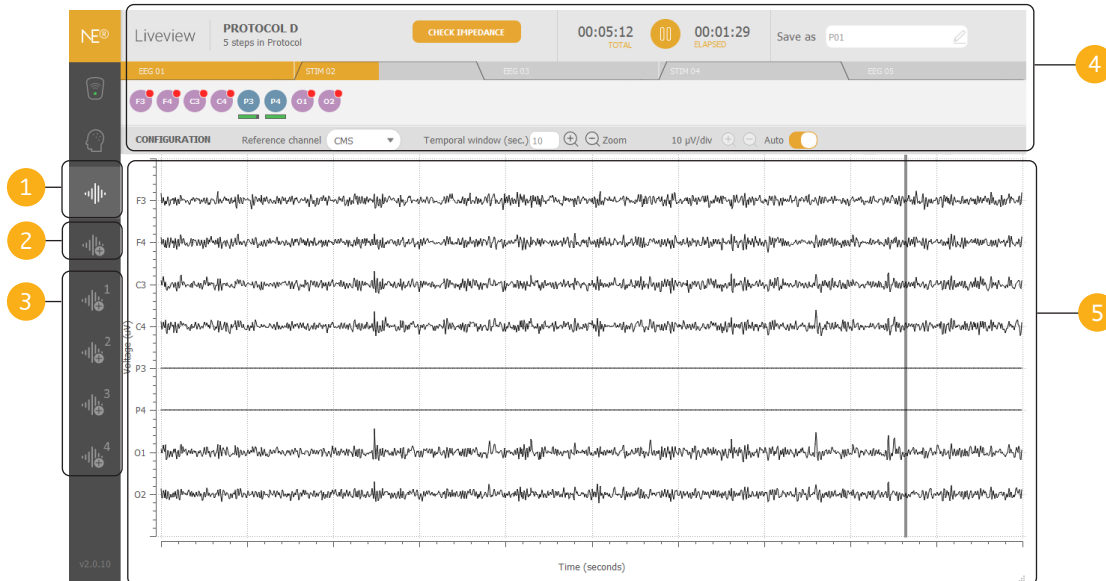 NE®
Liveview
PROTOCOL D
5 steps in Protocol
CHECK IMPEDANCE
00:05:12
TOTAL
00:01:29
ELAPSED
Save as
P01
EEG 01
STIM 02
EEG 03
STIM 04
EEG 05
4
F3 F4 C3 C4 P3 P4 O1 O2
CONFIGURATION
Reference channel CMS
Temporal window (sec.) 10
Zoom
10 µV/div
Auto
1
2
3
1
2
3
4
5
Voltage (uV)
F3
F4
C3
C4
P3
P4
O1
O2
Time (seconds)
v2.0.10